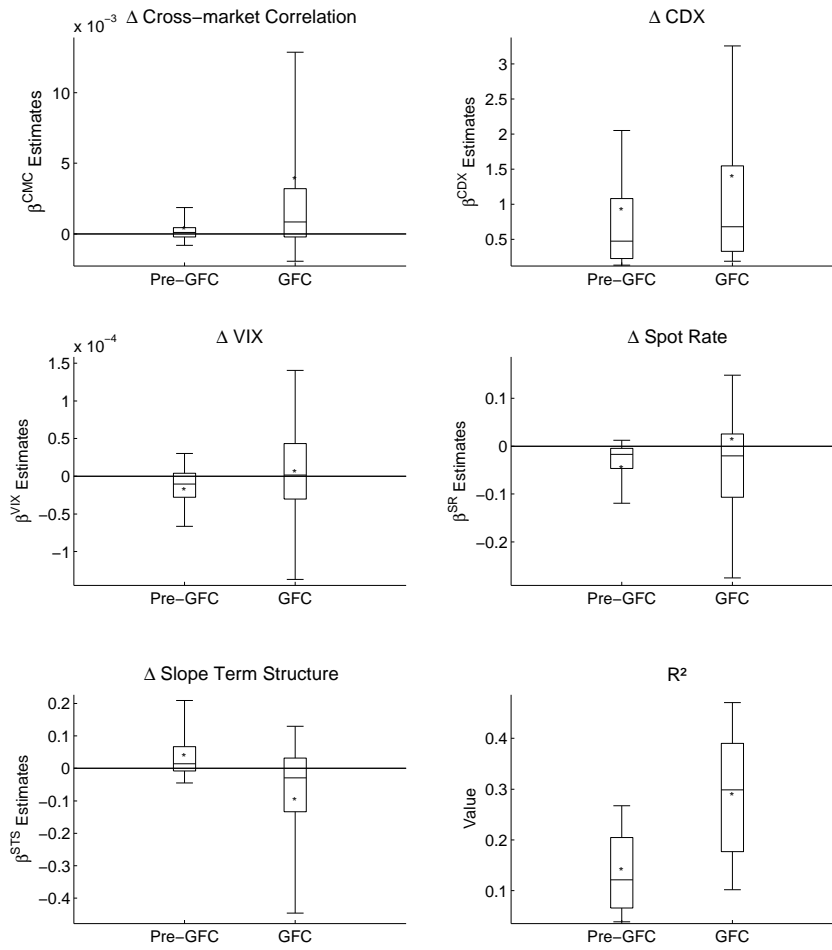 Δ Cross−market Correlation
x 10⁻³
10
5
0
β^CMC Estimates
Pre−GFC GFC
Δ CDX
3
2.5
2
1.5
1
0.5
β^CDX Estimates
Pre−GFC GFC
Δ VIX
x 10⁻⁴
1.5
1
0.5
0
−0.5
−1
β^VIX Estimates
Pre−GFC GFC
Δ Spot Rate
0.1
0
−0.1
−0.2
β^SR Estimates
Pre−GFC GFC
Δ Slope Term Structure
0.2
0.1
0
−0.1
−0.2
−0.3
−0.4
β^STS Estimates
Pre−GFC GFC
R²
0.4
0.3
0.2
0.1
Value
Pre−GFC GFC